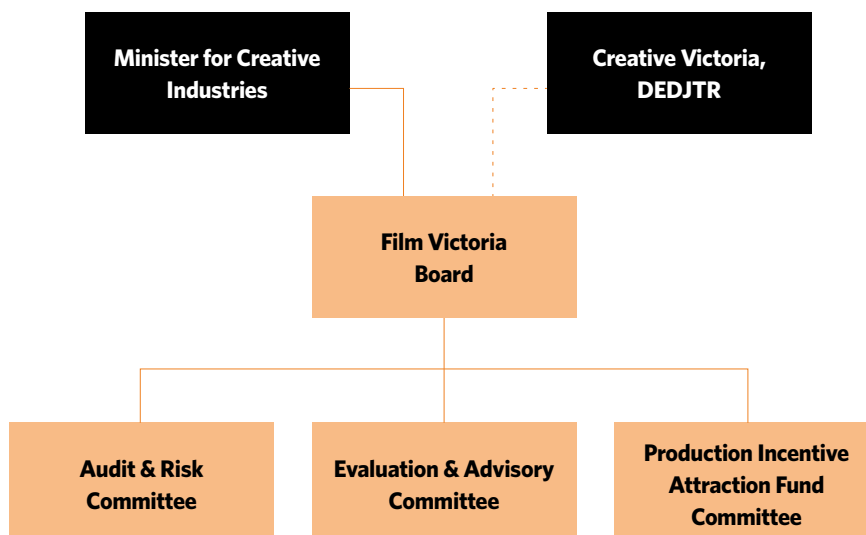 Minister for Creative
Industries
Creative Victoria,
DEDJTR
Film Victoria
Board
Audit & Risk
Committee
Evaluation & Advisory
Committee
Production Incentive
Attraction Fund
Committee